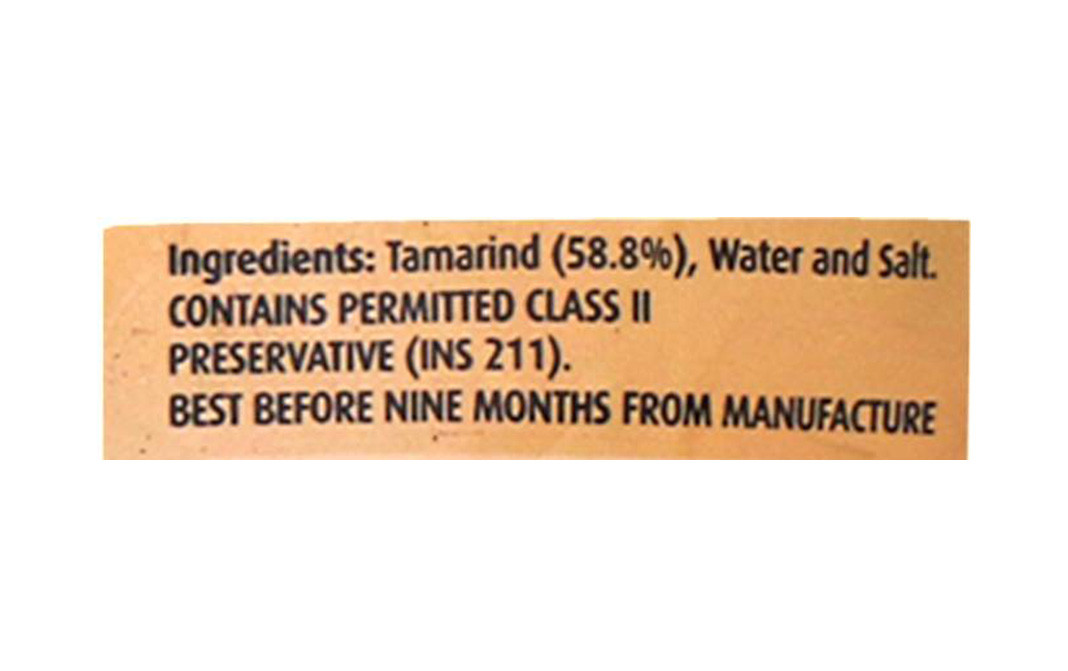 Ingredients: Tamarind (58.8%), Water and Salt.
CONTAINS PERMITTED CLASS II
PRESERVATIVE (INS 211).
BEST BEFORE NINE MONTHS FROM MANUFACTURE